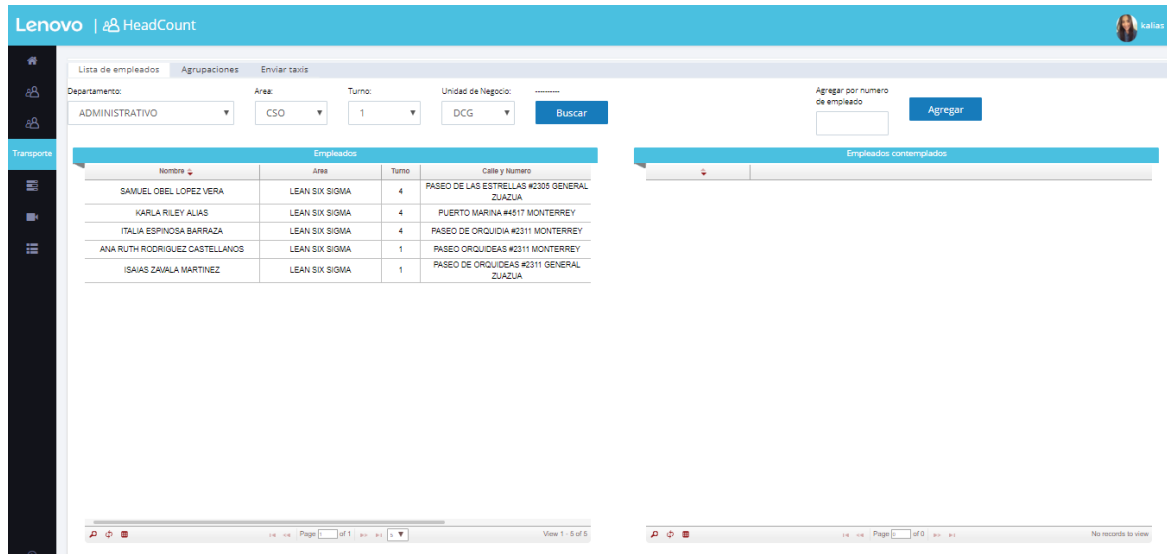 Lenovo | HeadCount
kalias
Lista de empleados Agrupaciones Enviar taxis
Departamento: Area: Turno: Unidad de Negocio: ----------
Agregar por numero
de empleado
ADMINISTRATIVO CSO 1 DCG Buscar Agregar
Transporte
Empleados
Nombre Area Turno Calle y Numero
SAMUEL OBEL LOPEZ VERA LEAN SIX SIGMA 4 PASEO DE LAS ESTRELLAS #2305 GENERAL
ZUAZUA
KARLA RILEY ALIAS LEAN SIX SIGMA 4 PUERTO MARINA #4517 MONTERREY
ITALIA ESPINOSA BARRAZA LEAN SIX SIGMA 4 PASEO DE ORQUIDIA #2311 MONTERREY
ANA RUTH RODRIGUEZ CASTELLANOS LEAN SIX SIGMA 1 PASEO ORQUIDEAS #2311 MONTERREY
ISAIAS ZAVALA MARTINEZ LEAN SIX SIGMA 1 PASEO DE ORQUIDEAS #2311 GENERAL
ZUAZUA
Page 1 of 1 5 View 1 - 5 of 5
Empleados contemplados
Page 0 of 0 No records to view